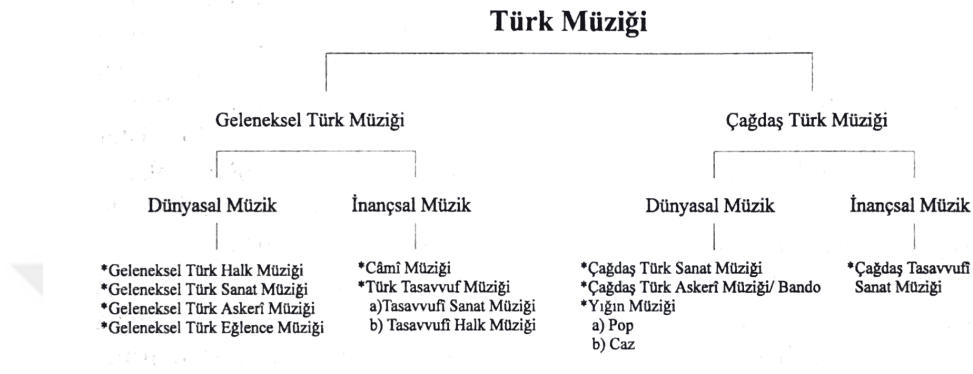 Türk Müziği
Geleneksel Türk Müziği
Çağdaş Türk Müziği
Dünyasal Müzik
İnançsal Müzik
Dünyasal Müzik
İnançsal Müzik
*Geleneksel Türk Halk Müziği
*Geleneksel Türk Sanat Müziği
*Geleneksel Türk Askerî Müziği
*Geleneksel Türk Eğlence Müziği
*Câmî Müziği
*Türk Tasavvuf Müziği
a)Tasavvufî Sanat Müziği
b) Tasavvufî Halk Müziği
*Çağdaş Türk Sanat Müziği
*Çağdaş Türk Askerî Müziği/ Bando
*Yığın Müziği
a) Pop
b) Caz
*Çağdaş Tasavvufî
Sanat Müziği